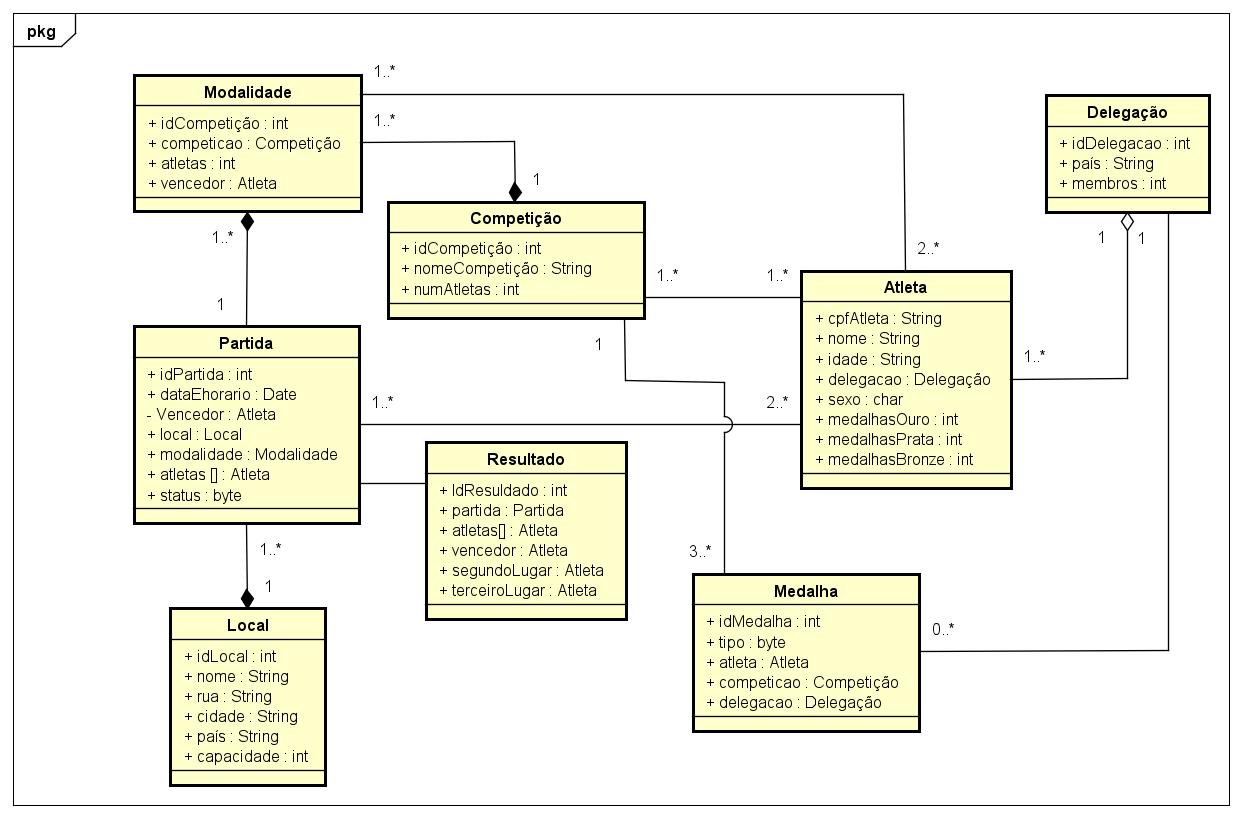 pkg
Modalidade
+ idCompetição : int
+ competicao : Competição
+ atletas : int
+ vencedor : Atleta
1..*
1..*
1
1..*
1
Competição
+ idCompetição : int
+ nomeCompetição : String
+ numAtletas : int
1..*
1..*
1
2..*
Delegação
+ idDelegacao : int
+ país : String
+ membros : int
1
1
1..*
Atleta
+ cpfAtleta : String
+ nome : String
+ idade : String
+ delegacao : Delegação
+ sexo : char
+ medalhasOuro : int
+ medalhasPrata : int
+ medalhasBronze : int
Partida
+ idPartida : int
+ dataEhorario : Date
- Vencedor : Atleta
+ local : Local
+ modalidade : Modalidade
+ atletas [] : Atleta
+ status : byte
1..*
2..*
1..*
1
Resultado
+ IdResuldado : int
+ partida : Partida
+ atletas[] : Atleta
+ vencedor : Atleta
+ segundoLugar : Atleta
+ terceiroLugar : Atleta
3..*
0..*
Medalha
+ idMedalha : int
+ tipo : byte
+ atleta : Atleta
+ competicao : Competição
+ delegacao : Delegação
Local
+ idLocal : int
+ nome : String
+ rua : String
+ cidade : String
+ país : String
+ capacidade : int